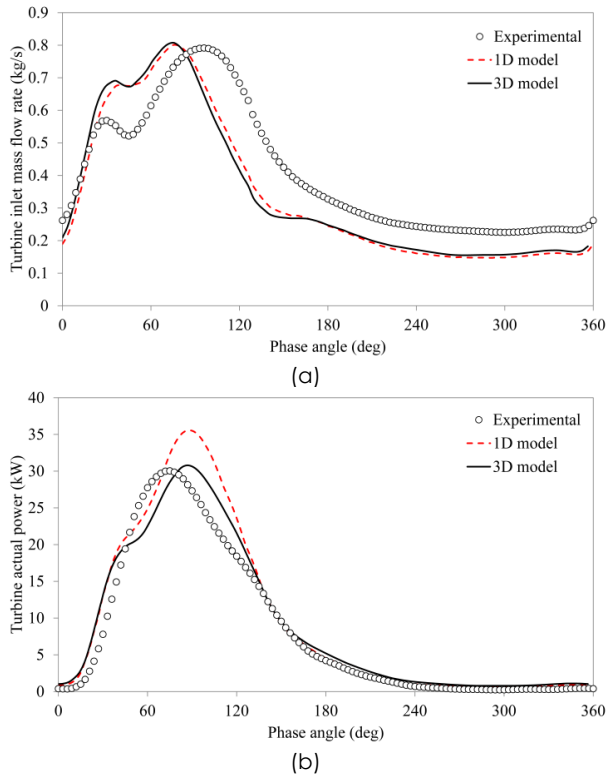 0.9
0.8
0.7
0.6
0.5
0.4
0.3
0.2
0.1
0
Turbine inlet mass flow rate (kg/s)
Experimental
1D model
3D model
0 60 120 180 240 300 360
Phase angle (deg)
(a)
40
35
30
25
20
15
10
5
0
Turbine actual power (kW)
Experimental
1D model
3D model
0 60 120 180 240 300 360
Phase angle (deg)
(b)